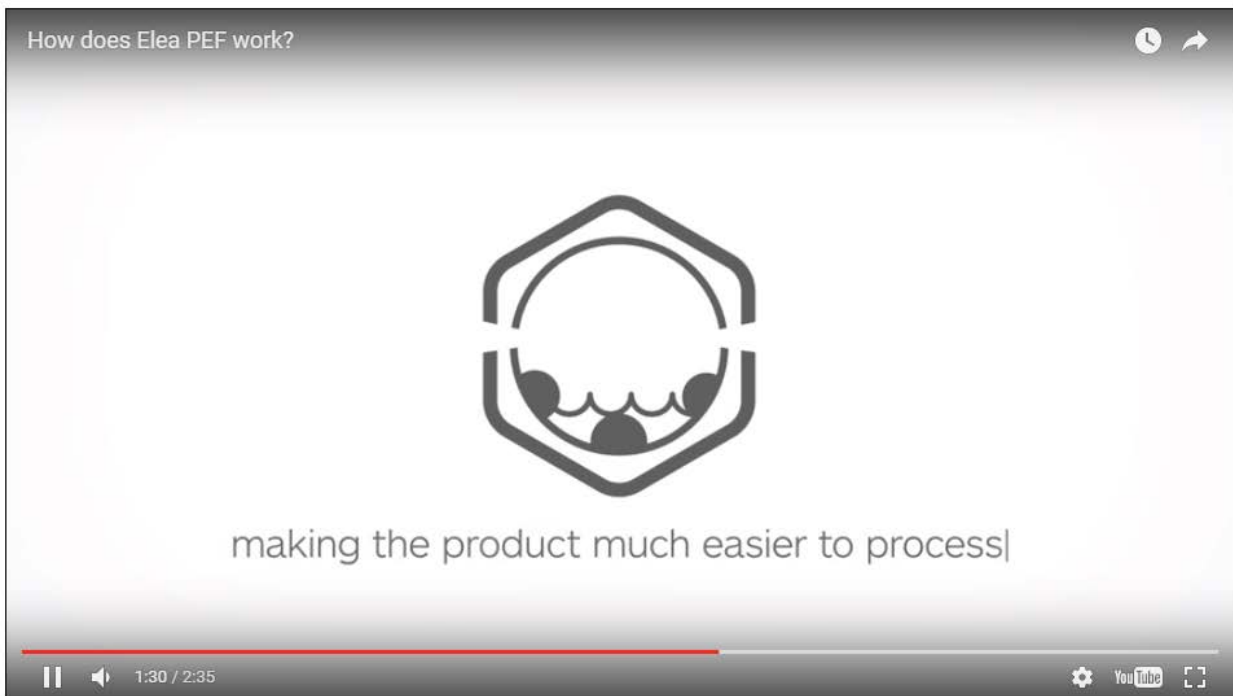 How does Elea PEF work?
making the product much easier to process
1:30 / 2:35
YouTube